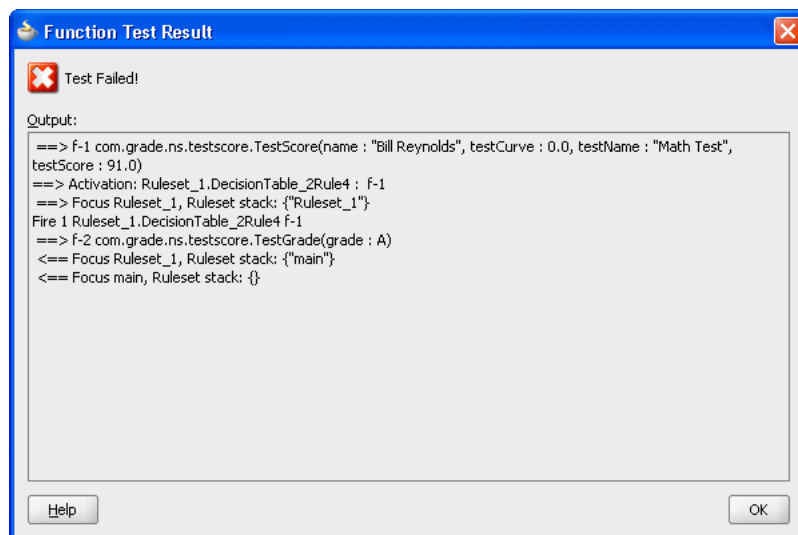 Function Test Result
Test Failed!
Output:
==> f-1 com.grade.ns.testscore.TestScore(name : "Bill Reynolds", testCurve : 0.0, testName : "Math Test",
testScore : 91.0)
==> Activation: Ruleset_1.DecisionTable_2Rule4 : f-1
==> Focus Ruleset_1, Ruleset stack: {"Ruleset_1"}
Fire 1 Ruleset_1.DecisionTable_2Rule4 f-1
==> f-2 com.grade.ns.testscore.TestGrade(grade : A)
<== Focus Ruleset_1, Ruleset stack: {"main"}
<== Focus main, Ruleset stack: {}
Help
OK